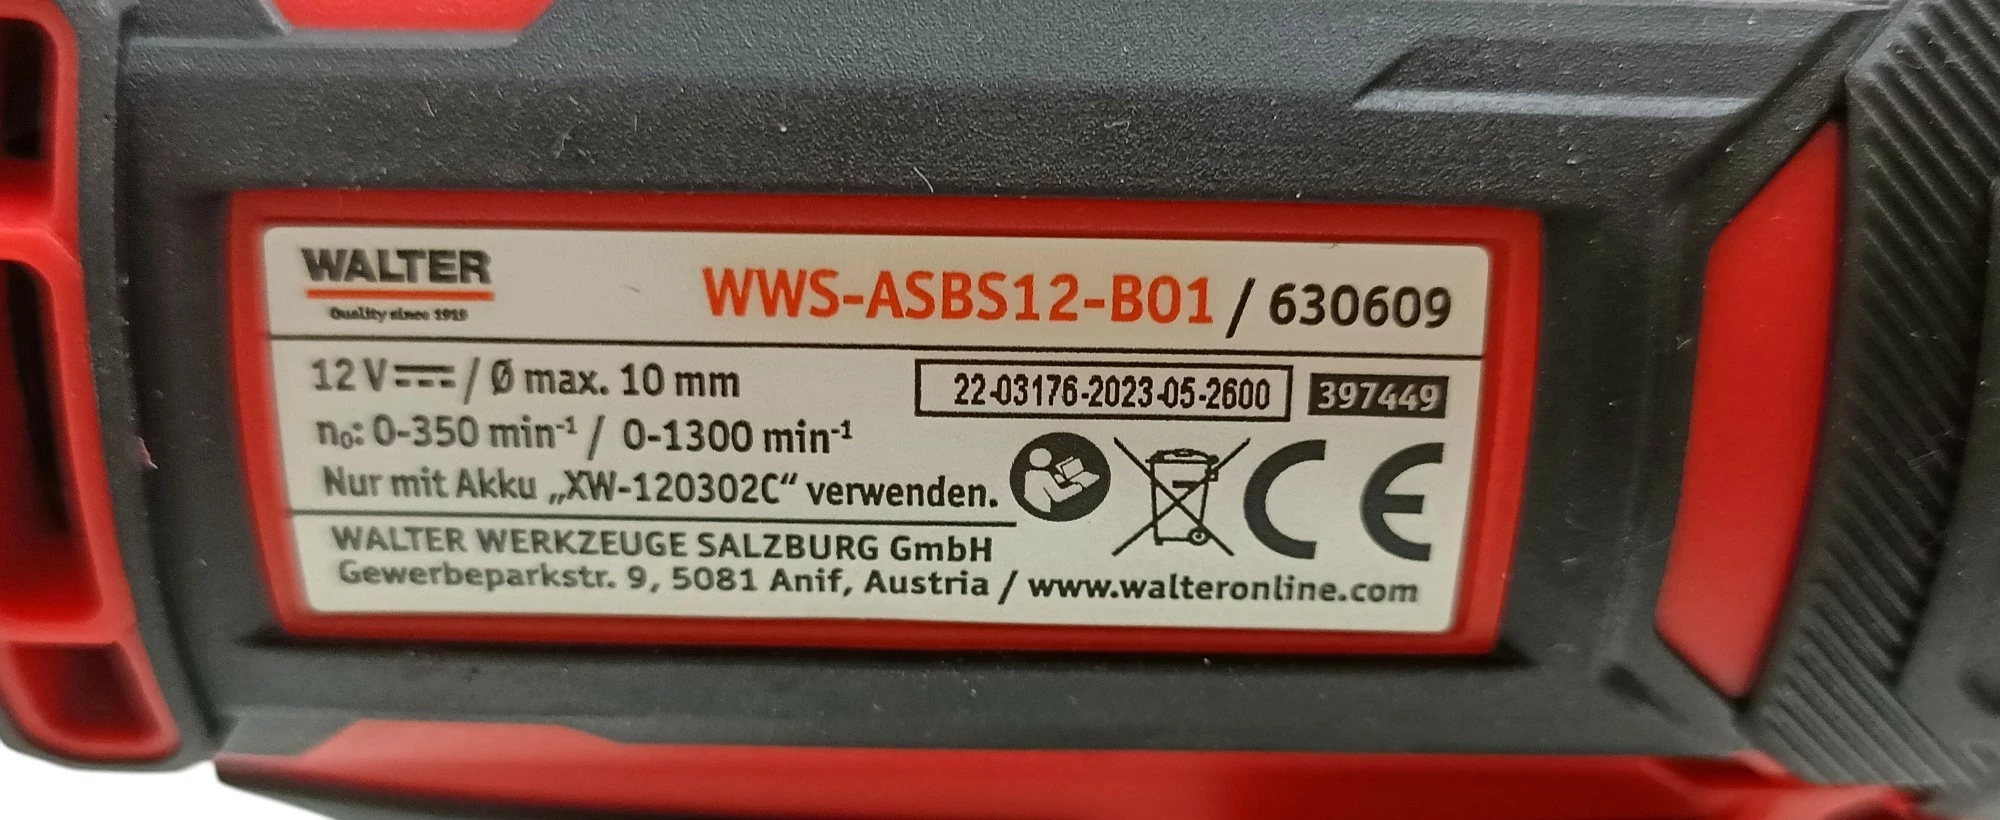 WALTER
Quality since 1919
WWS-ASBS12-B01 / 630609
12 V / Ø max. 10 mm
22-03176-2023-05-2600
397449
n₀: 0-350 min⁻¹ / 0-1300 min⁻¹
Nur mit Akku „XW-120302C“ verwenden.
CE
WALTER WERKZEUGE SALZBURG GmbH
Gewerbeparkstr. 9, 5081 Anif, Austria / www.walteronline.com